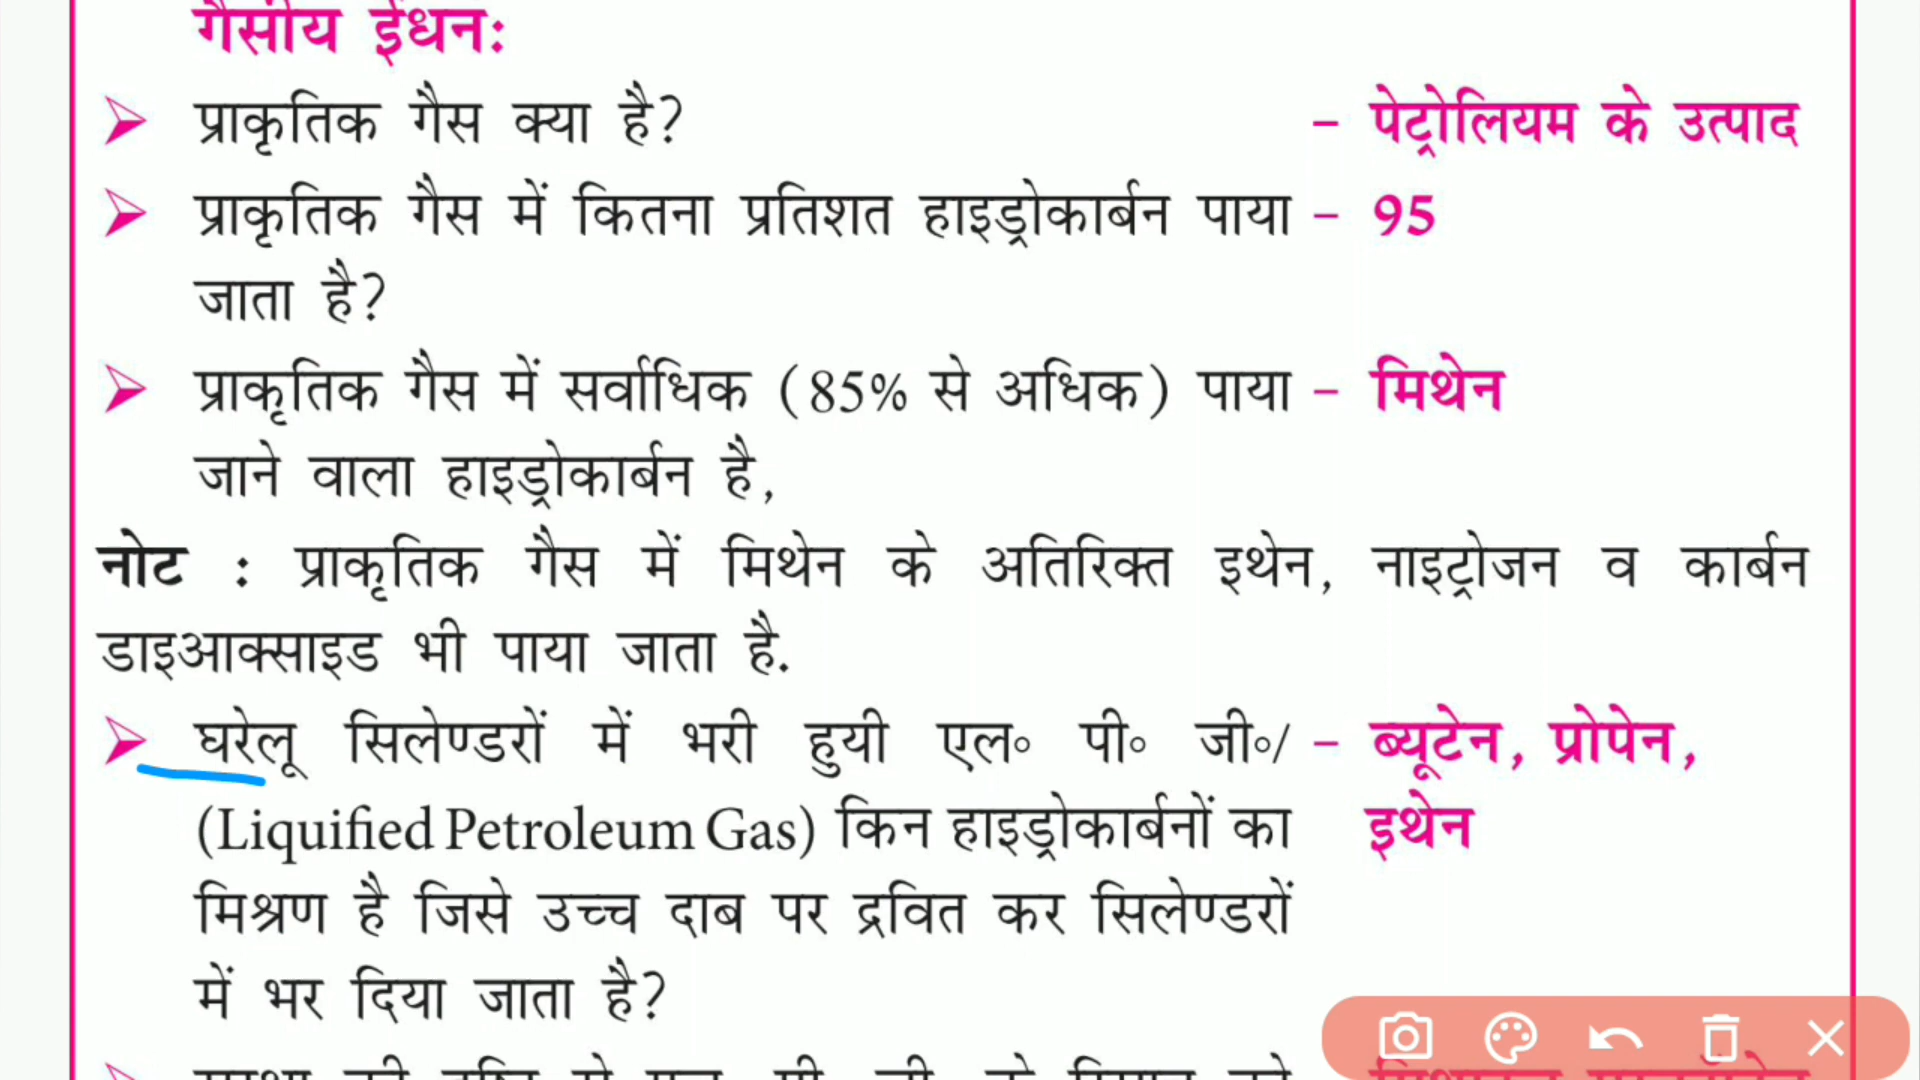 गैसीय ईंधनः
प्राकृतिक गैस क्या है? – पेट्रोलियम के उत्पाद
प्राकृतिक गैस में कितना प्रतिशत हाइड्रोकार्बन पाया – 95
जाता है?
प्राकृतिक गैस में सर्वाधिक (85% से अधिक) पाया – मिथेन
जाने वाला हाइड्रोकार्बन है,
नोट : प्राकृतिक गैस में मिथेन के अतिरिक्त इथेन, नाइट्रोजन व कार्बन
डाइआक्साइड भी पाया जाता है.
घरेलू सिलेण्डरों में भरी हुयी एल॰ पी॰ जी॰/ – ब्यूटेन, प्रोपेन,
(Liquified Petroleum Gas) किन हाइड्रोकार्बनों का इथेन
मिश्रण है जिसे उच्च दाब पर द्रवित कर सिलेण्डरों
में भर दिया जाता है?